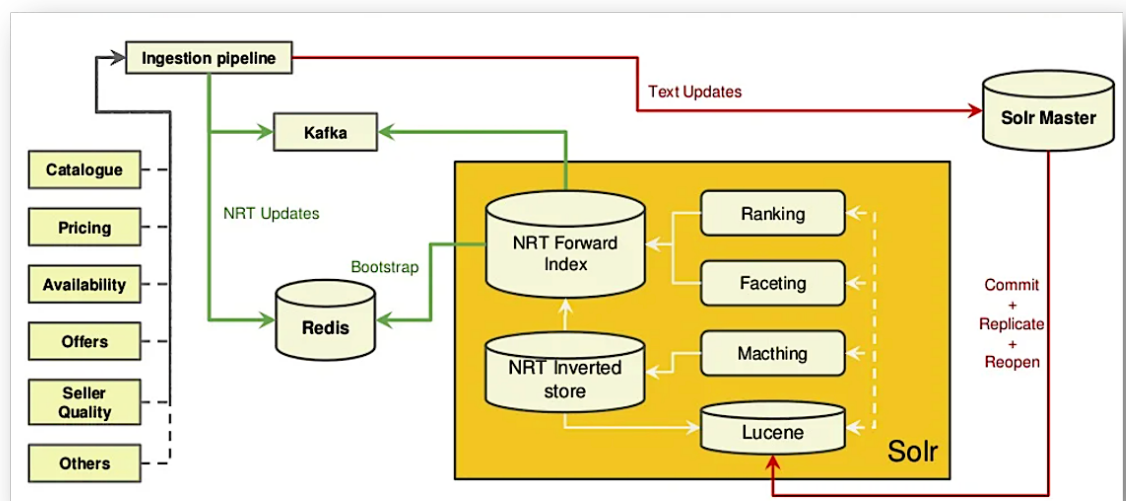 Ingestion pipeline
Text Updates
Solr Master
Kafka
Catalogue
Pricing
Availability
Offers
Seller
Quality
Others
NRT Updates
Bootstrap
Redis
NRT Forward
Index
NRT Inverted
store
Ranking
Faceting
Macthing
Lucene
Solr
Commit
+
Replicate
+
Reopen